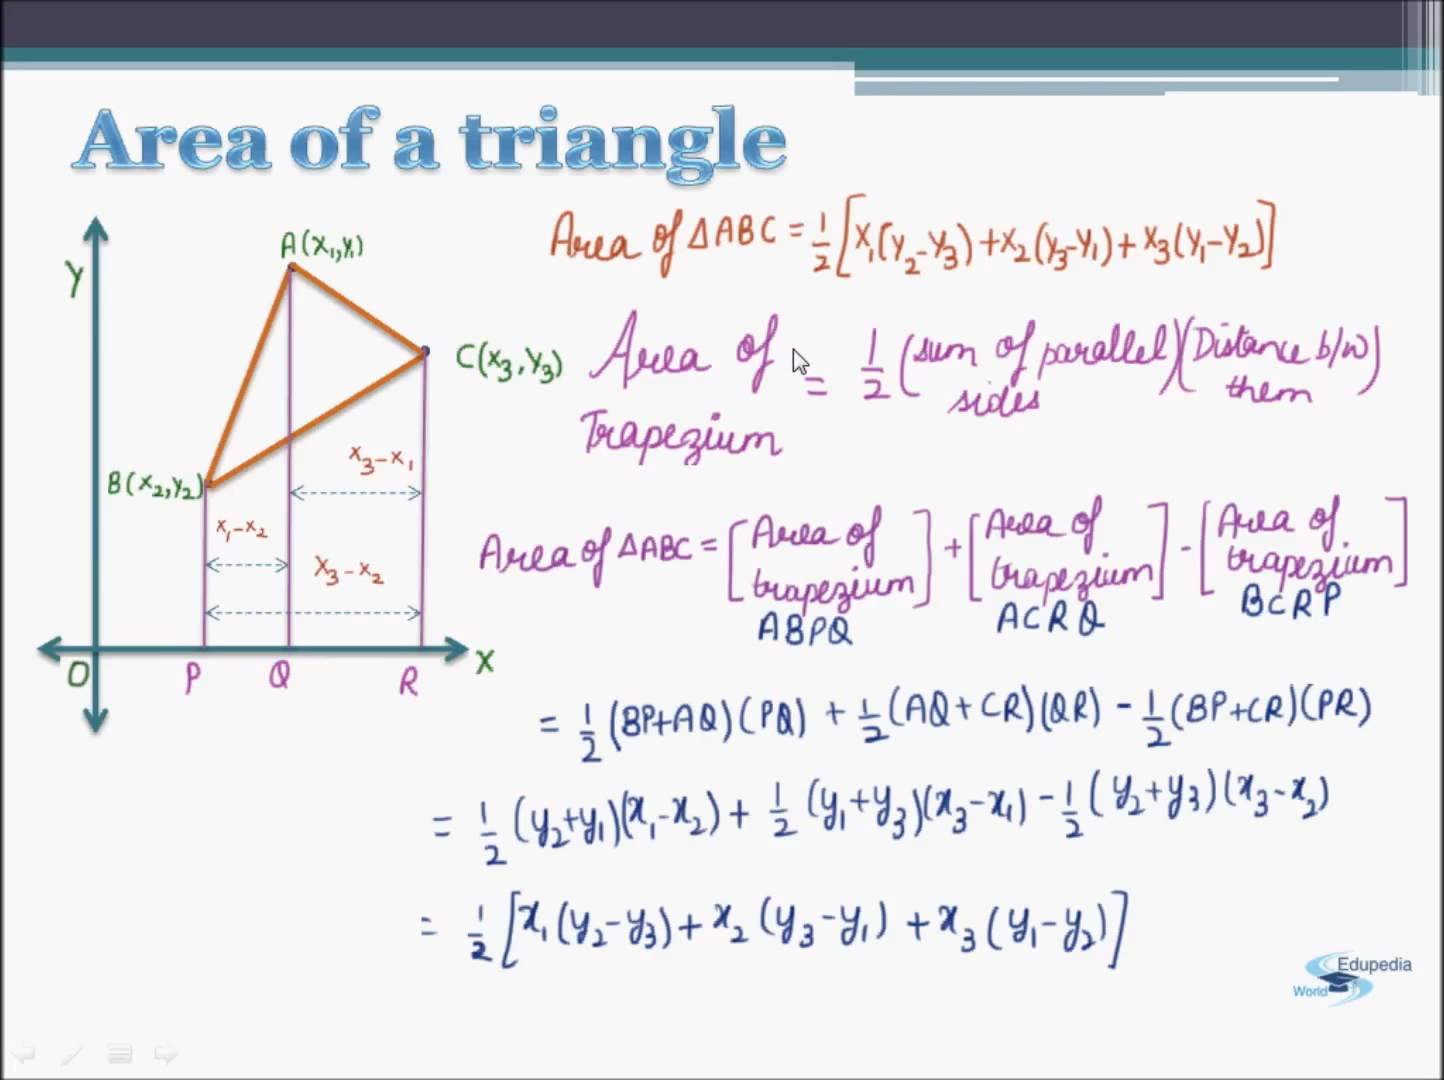 Area of a triangle
Area of ΔABC = 1/2 [x₁(y₂-y₃) + x₂(y₃-y₁) + x₃(y₁-y₂)]
Y
A(x₁,y₁)
C(x₃,y₃)
B(x₂,y₂)
x₃-x₁
x₁-x₂
x₃-x₂
O
P
Q
R
X
Area of Trapezium = 1/2 (sum of parallel sides)(Distance b/w them)
Area of ΔABC = [Area of trapezium] + [Area of trapezium] - [Area of trapezium]
ABPQ ACRQ BCRP
= 1/2 (BP+AQ)(PQ) + 1/2 (AQ+CR)(QR) - 1/2 (BP+CR)(PR)
= 1/2 (y₂+y₁)(x₁-x₂) + 1/2 (y₁+y₃)(x₃-x₁) - 1/2 (y₂+y₃)(x₃-x₂)
= 1/2 [x₁(y₂-y₃) + x₂(y₃-y₁) + x₃(y₁-y₂)]
Edupedia
World